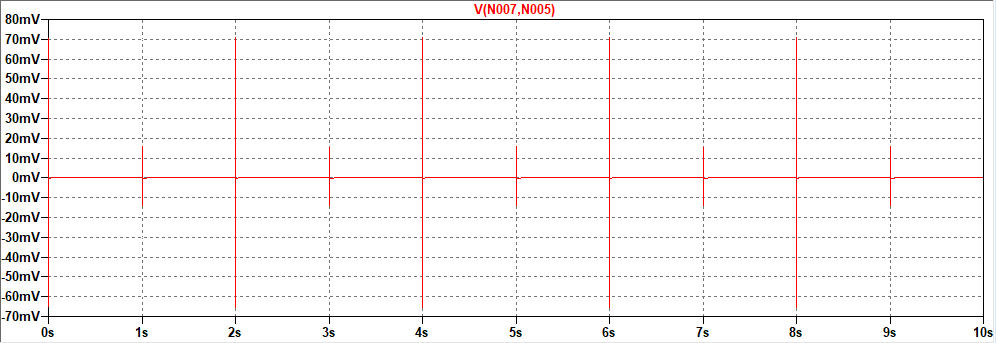 V(N007,N005)
80mV
70mV
60mV
50mV
40mV
30mV
20mV
10mV
0mV
-10mV
-20mV
-30mV
-40mV
-50mV
-60mV
-70mV
0s 1s 2s 3s 4s 5s 6s 7s 8s 9s 10s